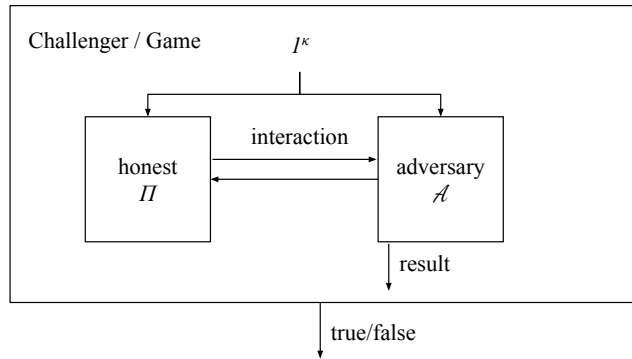 Challenger / Game
1^κ
interaction
honest
Π
adversary
𝒜
result
true/false